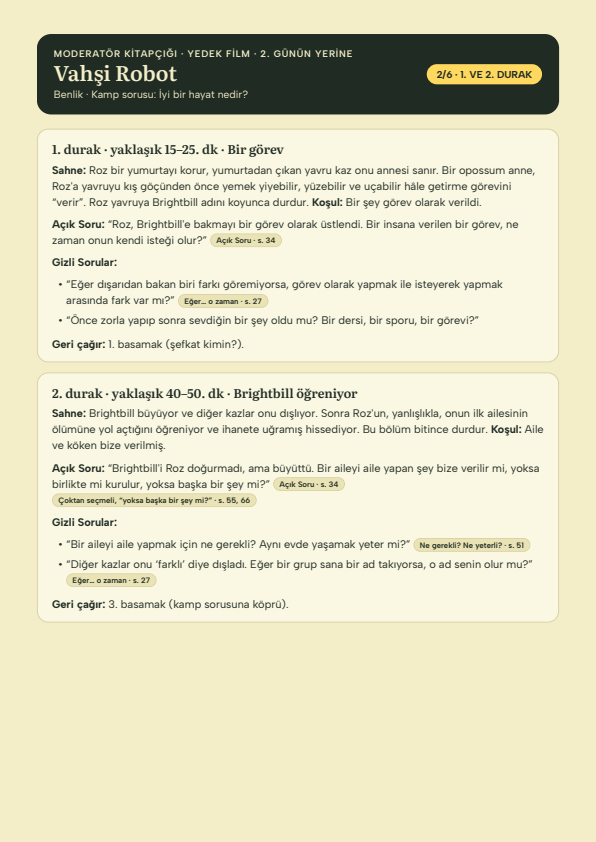 MODERATÖR KİTAPÇIĞI · YEDEK FİLM · 2. GÜNÜN YERİNE
Vahşi Robot
Benlik · Kamp sorusu: İyi bir hayat nedir?
2/6 · 1. VE 2. DURAK
1. durak · yaklaşık 15–25. dk · Bir görev
Sahne: Roz bir yumurtayı korur, yumurtadan çıkan yavru kaz onu annesi sanır. Bir opossum anne,
Roz'a yavruyu kış göçünden önce yemek yiyebilir, yüzebilir ve uçabilir hâle getirme görevini
"verir". Roz yavruya Brightbill adını koyunca durdur. Koşul: Bir şey görev olarak verildi.
Açık Soru: "Roz, Brightbill'e bakmayı bir görev olarak üstlendi. Bir insana verilen bir görev, ne
zaman onun kendi isteği olur?" Açık Soru · s. 34
Gizli Sorular:
• "Eğer dışarıdan bakan biri farkı göremiyorsa, görev olarak yapmak ile isteyerek yapmak
arasında fark var mı?" Eğer… o zaman · s. 27
• "Önce zorla yapıp sonra sevdiğin bir şey oldu mu? Bir dersi, bir sporu, bir görevi?"
Geri çağır: 1. basamak (şefkat kimin?).
2. durak · yaklaşık 40–50. dk · Brightbill öğreniyor
Sahne: Brightbill büyüyor ve diğer kazlar onu dışlıyor. Sonra Roz'un, yanlışlıkla, onun ilk ailesinin
ölümüne yol açtığını öğreniyor ve ihanete uğramış hissediyor. Bu bölüm bitince durdur. Koşul: Aile
ve köken bize verilmiş.
Açık Soru: "Brightbill'i Roz doğurmadı, ama büyüttü. Bir aileyi aile yapan şey bize verilir mi, yoksa
birlikte mi kurulur, yoksa başka bir şey mi?" Açık Soru · s. 34
Çoktan seçmeli, "yoksa başka bir şey mi?" · s. 55, 66
Gizli Sorular:
• "Bir aileyi aile yapmak için ne gerekli? Aynı evde yaşamak yeter mi?" Ne gerekli? Ne yeterli? · s. 51
• "Diğer kazlar onu 'farklı' diye dışladı. Eğer bir grup sana bir ad takıyorsa, o ad senin olur mu?"
Eğer… o zaman · s. 27
Geri çağır: 3. basamak (kamp sorusuna köprü).